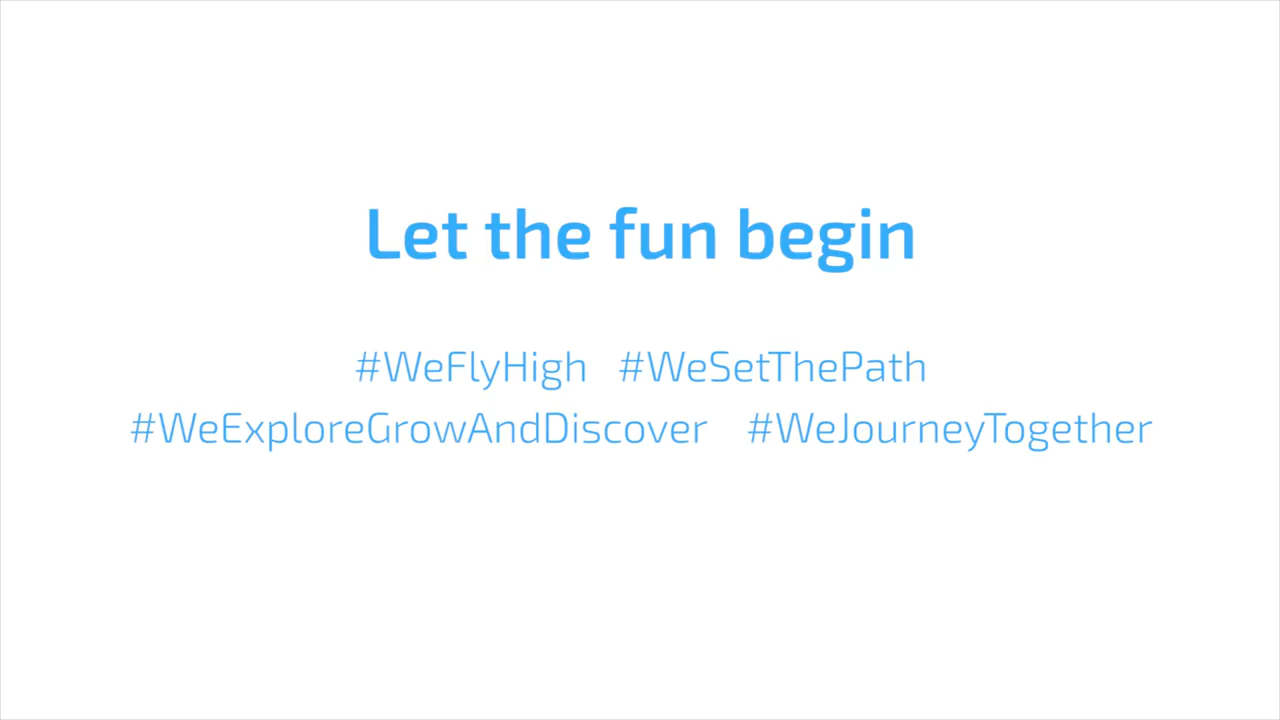 Let the fun begin
#WeFlyHigh #WeSetThePath
#WeExploreGrowAndDiscover #WeJourneyTogether